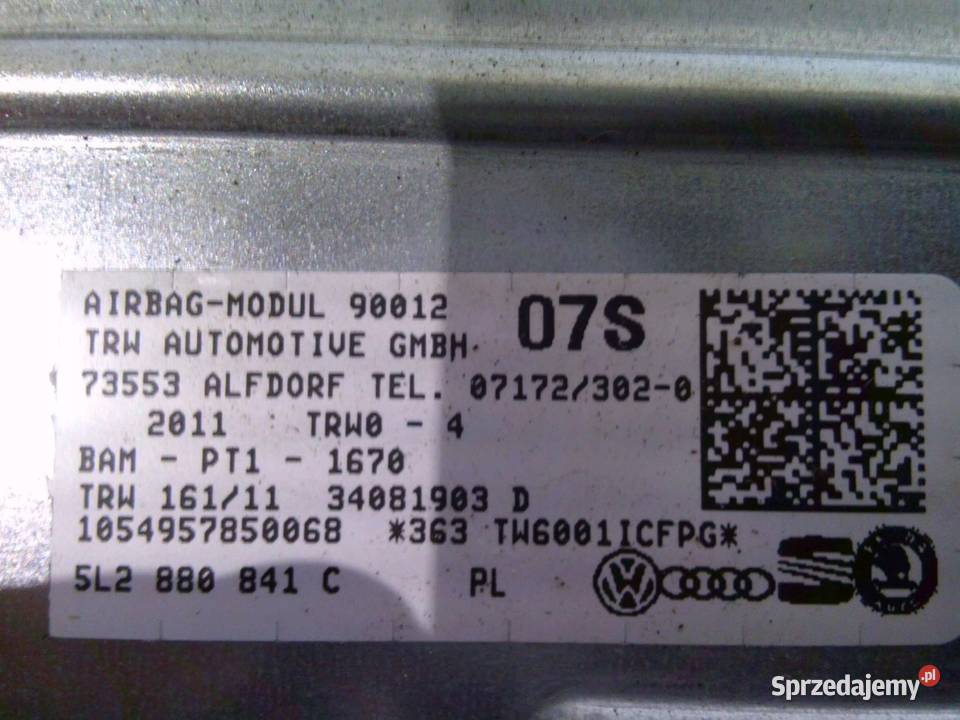 AIRBAG-MODUL 90012
07S
TRW AUTOMOTIVE GMBH
73553 ALFDORF TEL. 07172/302-0
2011 TRW0 - 4
BAM - PT1 - 1670
TRW 161/11 34081903 D
1054957850068 *363 TW6001ICFPG*
5L2 880 841 C PL
Sprzedajemy.pl